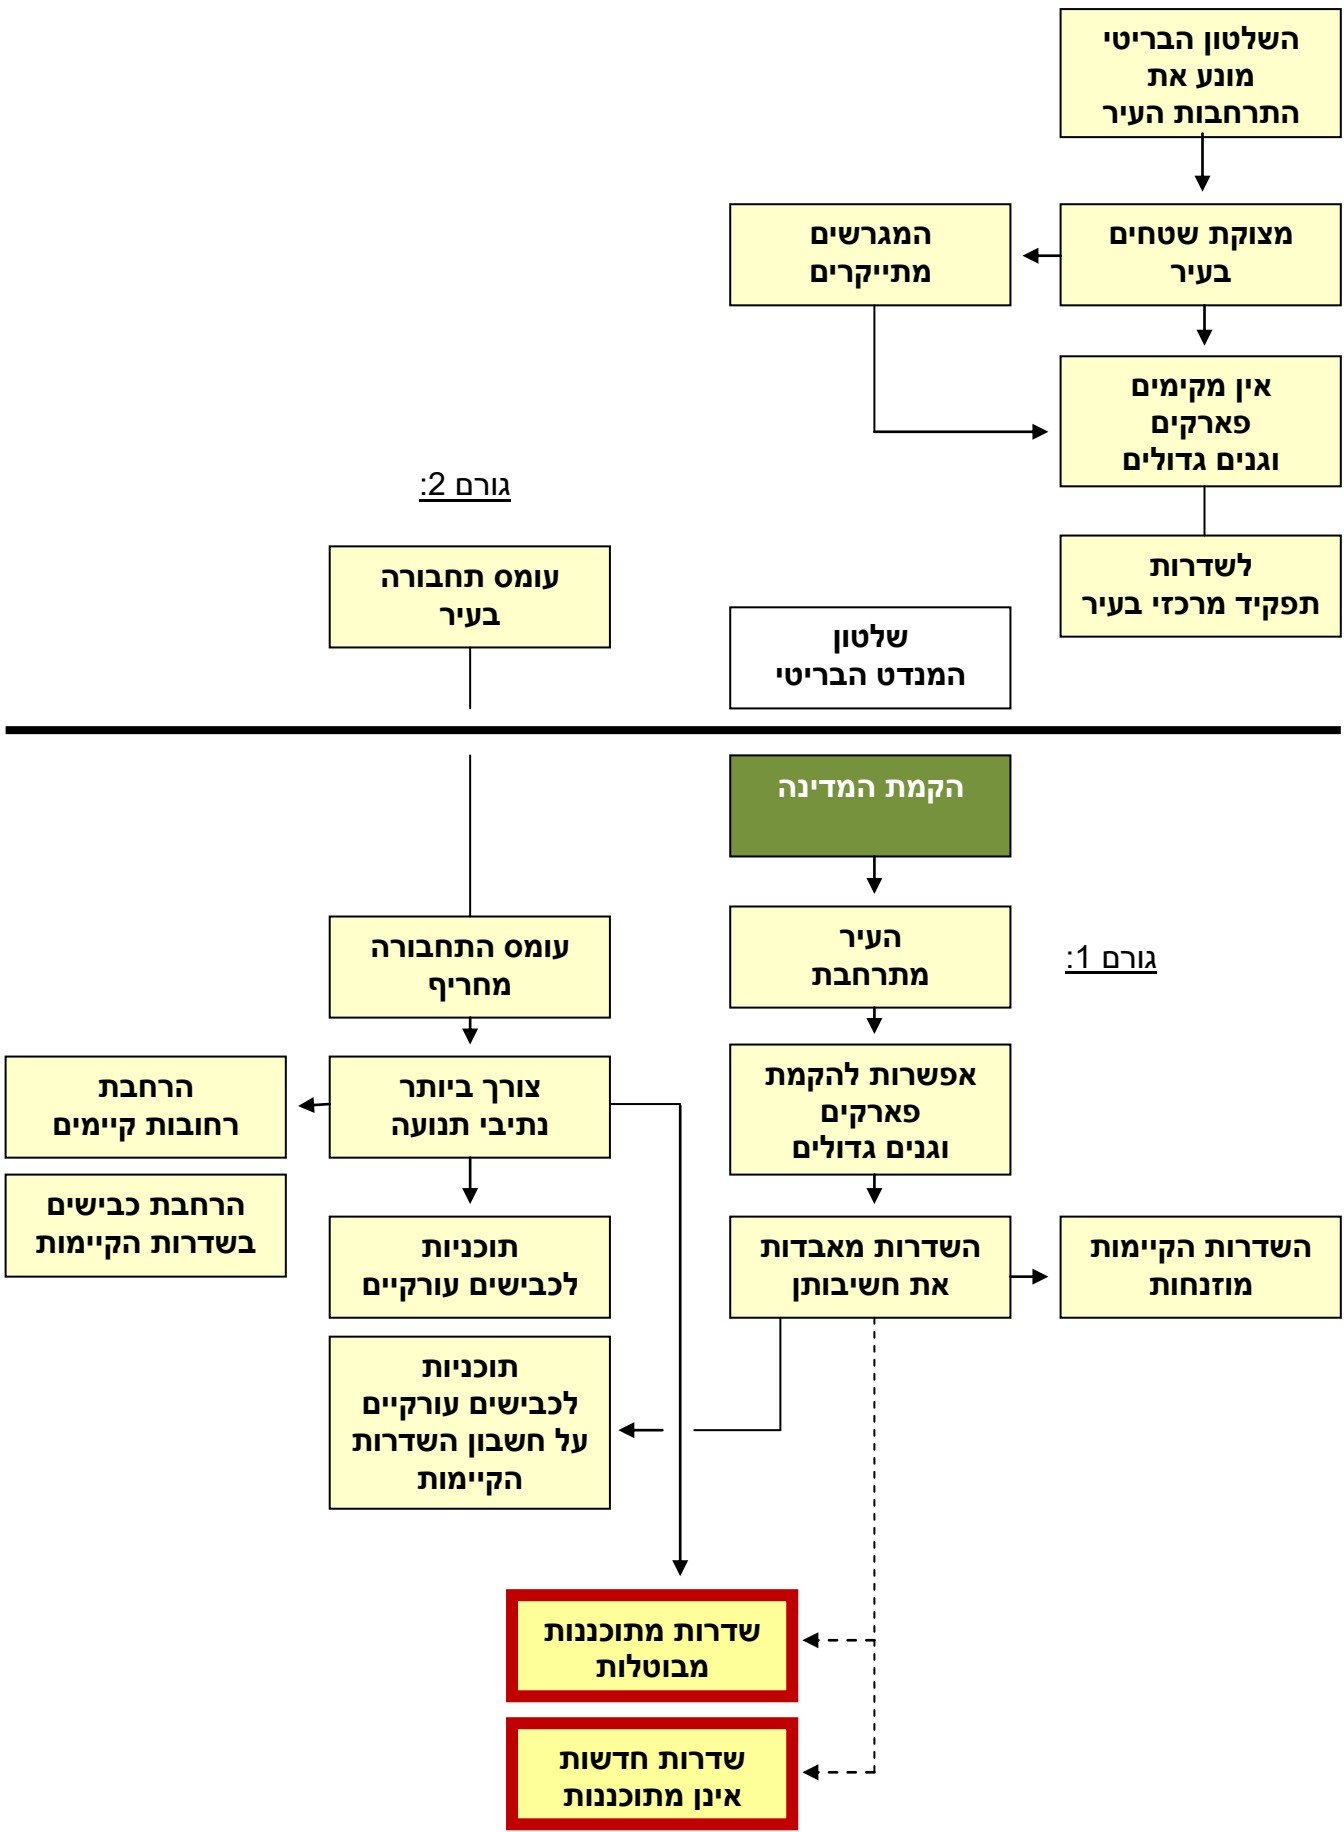 השלטון הבריטי
מונע את
התרחבות העיר
מצוקת שטחים
בעיר
המגרשים
מתייקרים
אין מקימים
פארקים
וגנים גדולים
לשדרות
תפקיד מרכזי בעיר
גורם 2:
עומס תחבורה
בעיר
שלטון
המנדט הבריטי
הקמת המדינה
גורם 1:
העיר
מתרחבת
אפשרות להקמת
פארקים
וגנים גדולים
השדרות מאבדות
את חשיבותן
השדרות הקיימות
מוזנחות
עומס התחבורה
מחריף
צורך ביותר
נתיבי תנועה
הרחבת
רחובות קיימים
הרחבת כבישים
בשדרות הקיימות
תוכניות
לכבישים עורקיים
תוכניות
לכבישים עורקיים
על חשבון השדרות
הקיימות
שדרות מתוכננות
מבוטלות
שדרות חדשות
אינן מתוכננות